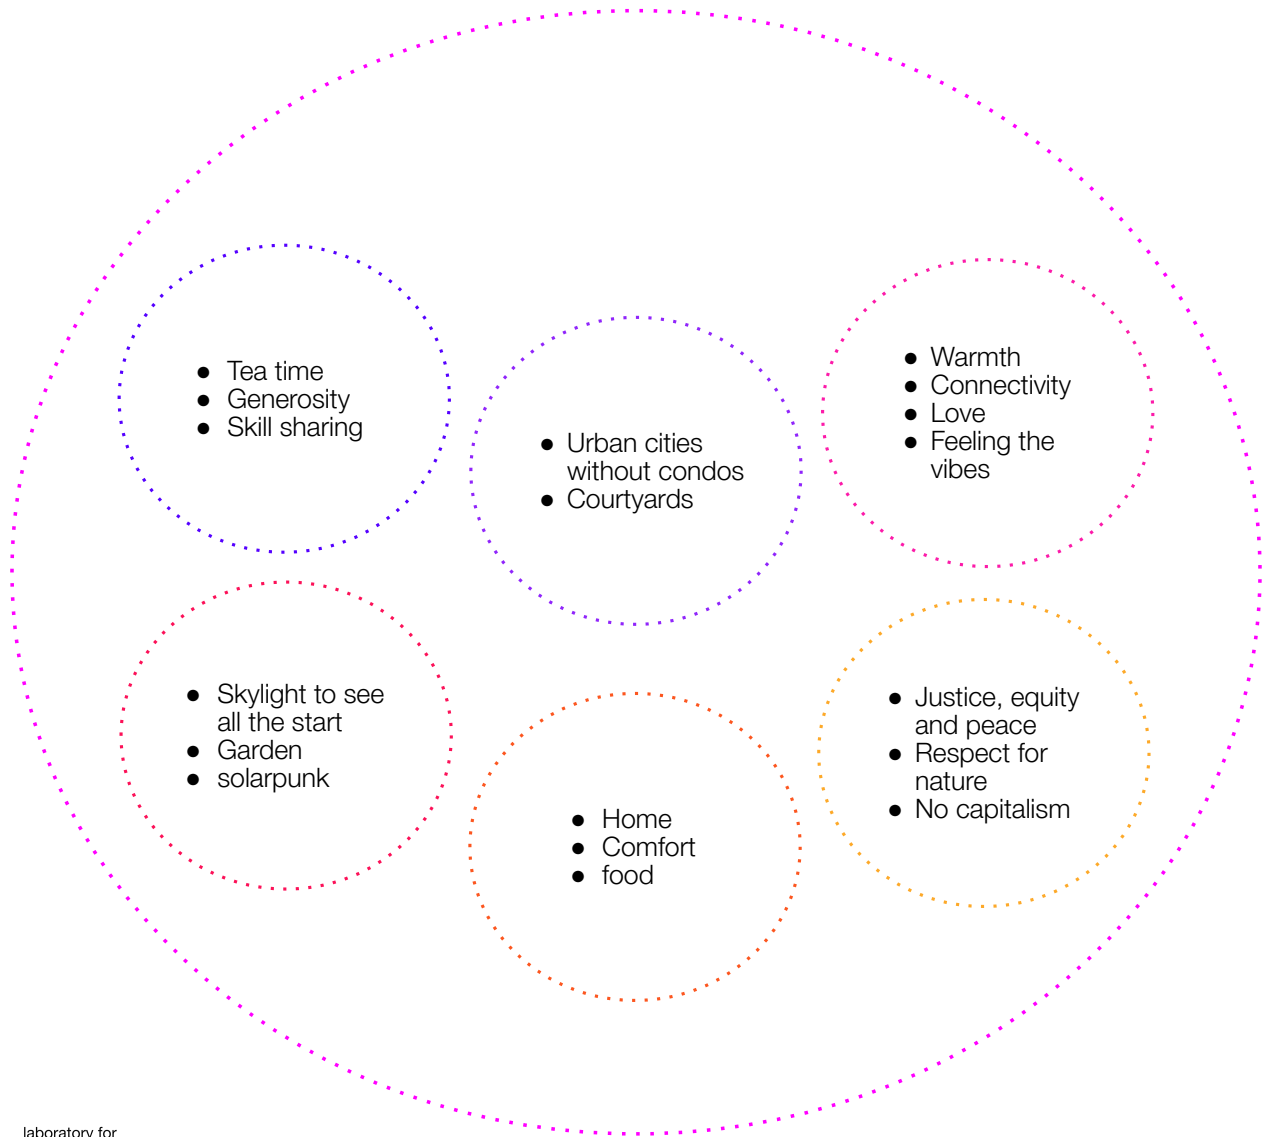 ● Tea time
● Generosity
● Skill sharing
● Urban cities
without condos
● Courtyards
● Warmth
● Connectivity
● Love
● Feeling the
vibes
● Skylight to see
all the start
● Garden
● solarpunk
● Home
● Comfort
● food
● Justice, equity
and peace
● Respect for
nature
● No capitalism
laboratory for